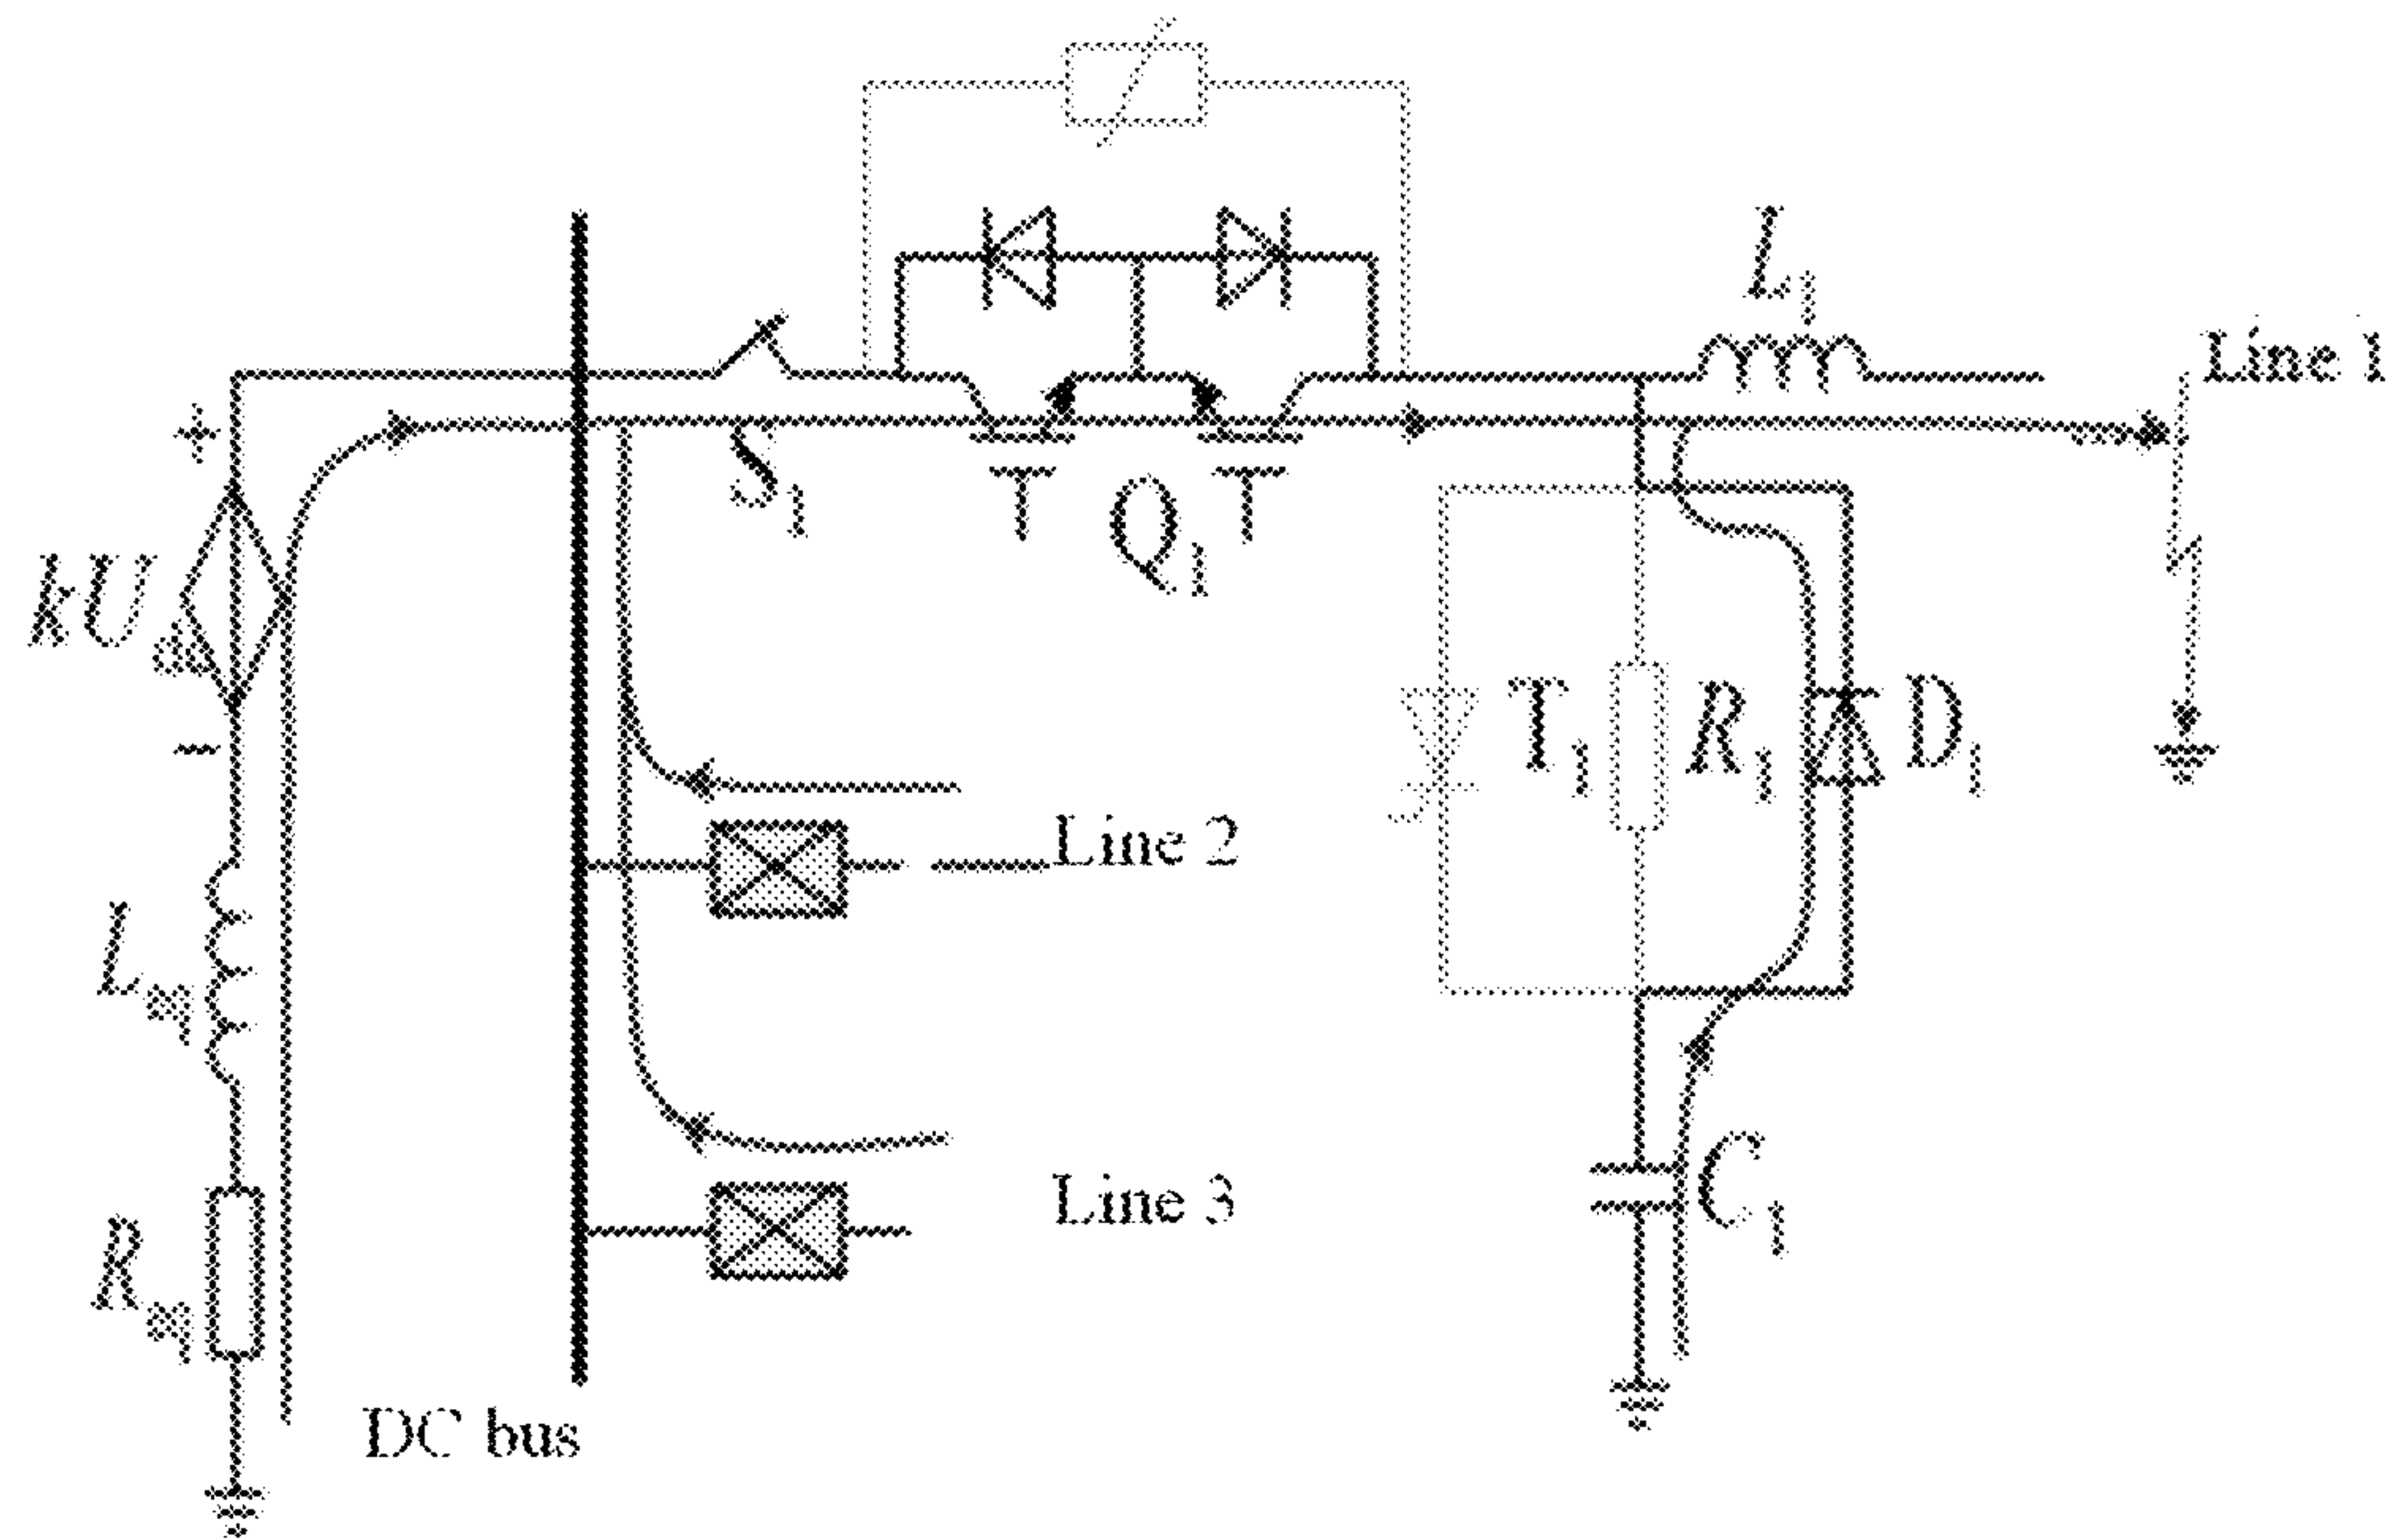 L1
Line 1
+
S1
Q1
kUdc
T1
R1
D1
−
Line 2
Leq
Line 3
C1
Req
DC bus